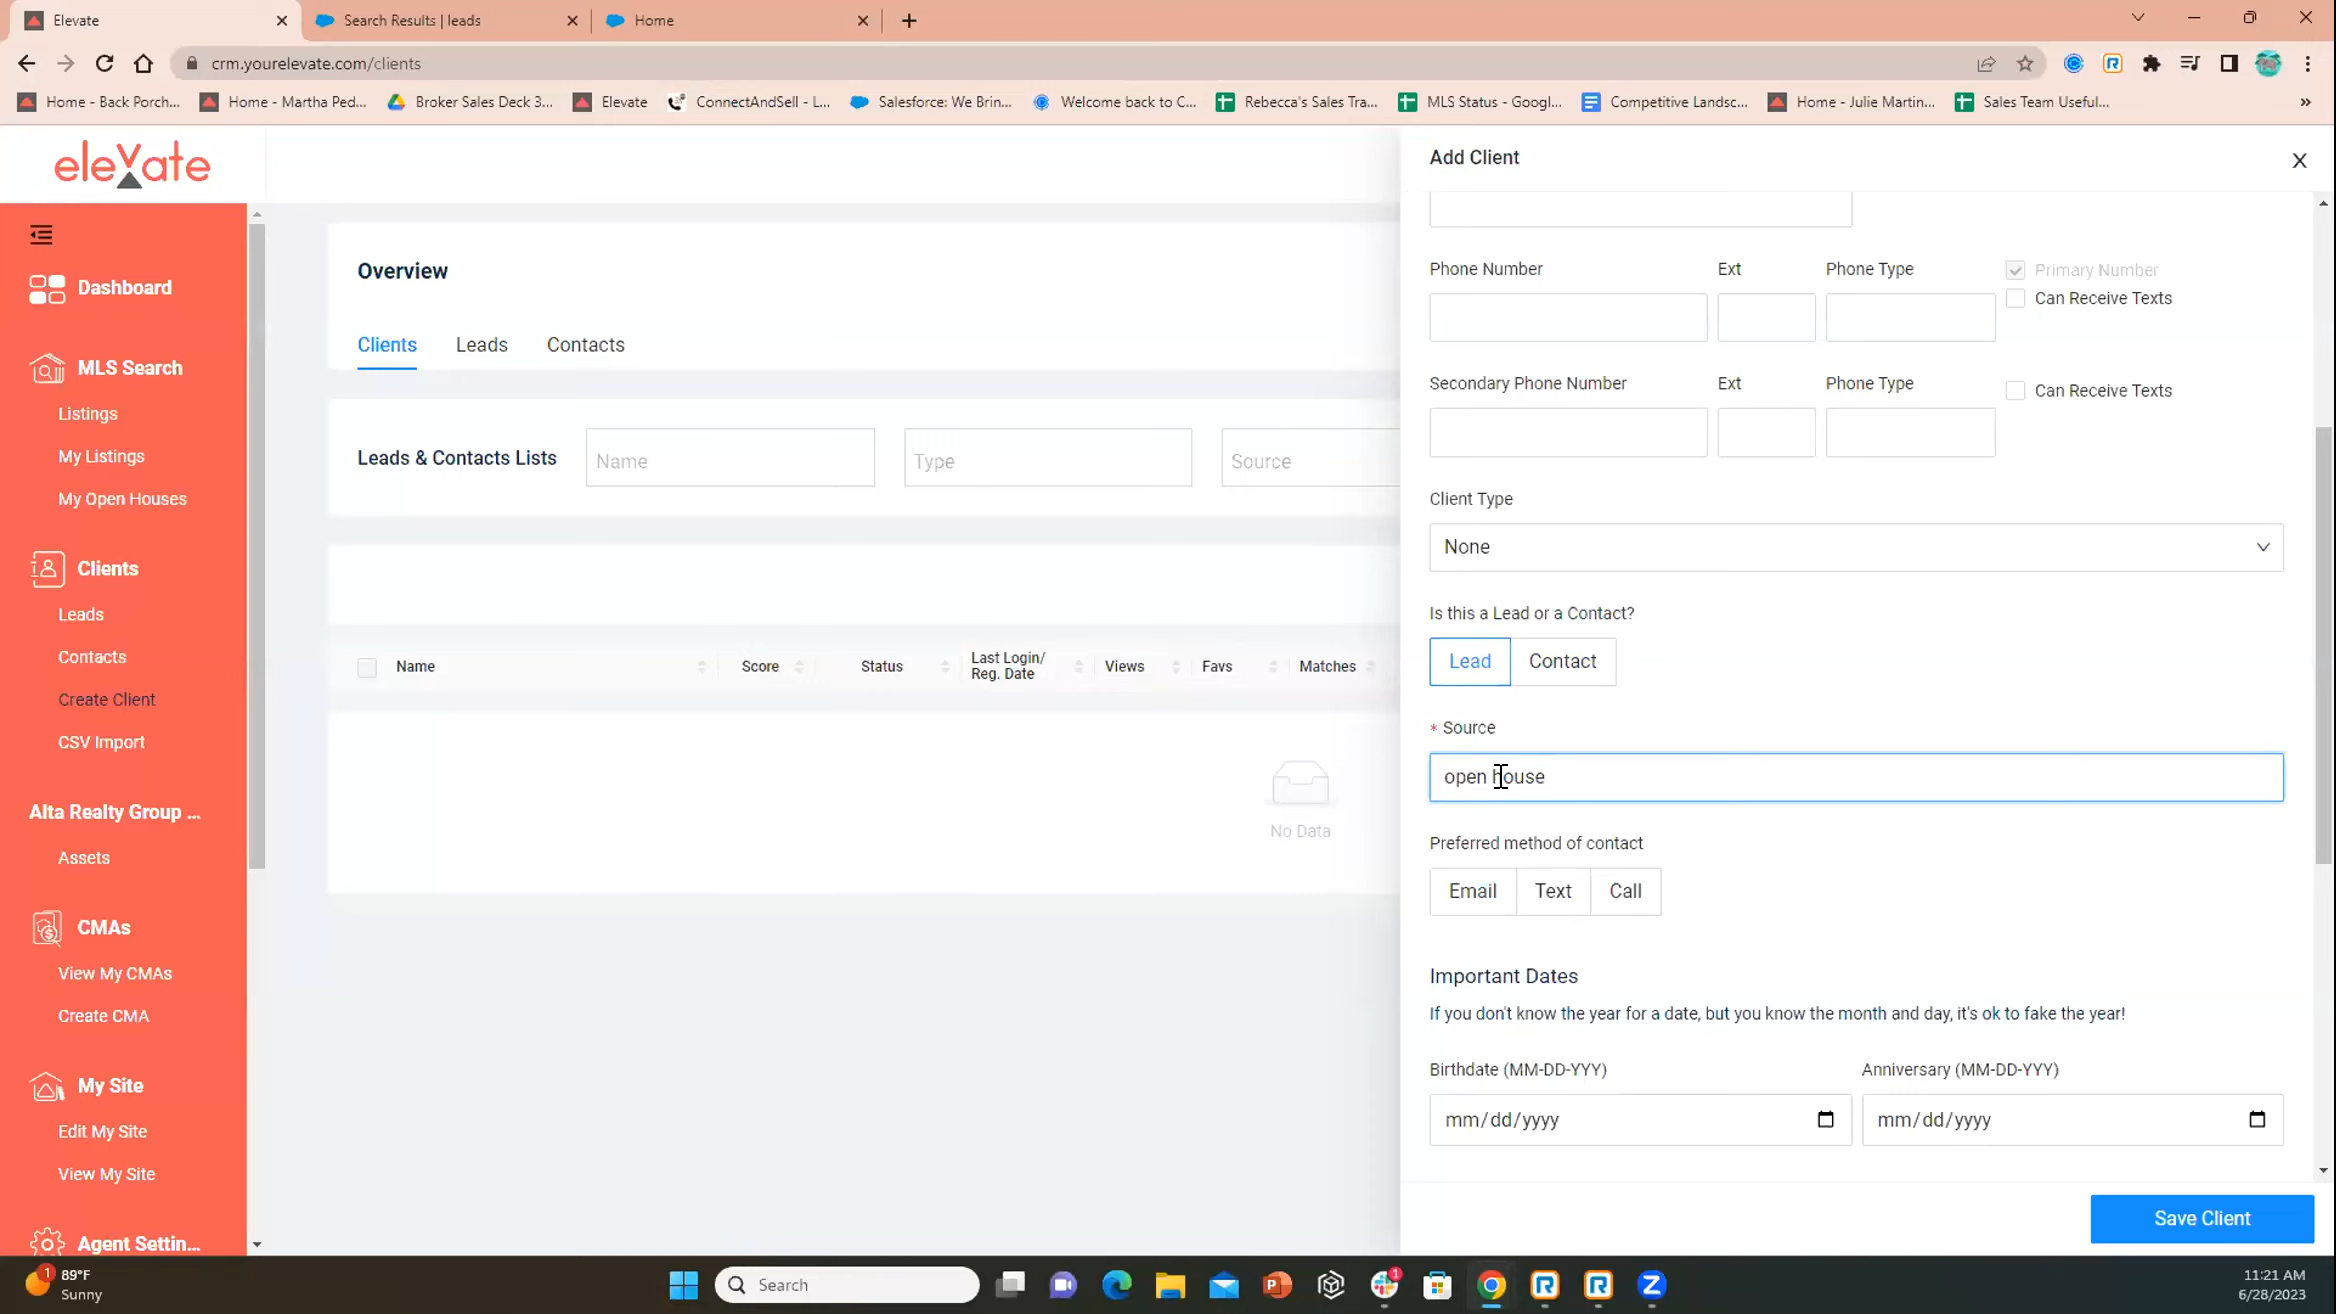 Elevate
Search Results | leads
Home
crm.yourelevate.com/clients
Home - Back Porch...
Home - Martha Ped...
Broker Sales Deck 3...
Elevate
ConnectAndSell - L...
Salesforce: We Brin...
Welcome back to C...
Rebecca's Sales Tra...
MLS Status - Googl...
Competitive Landsc...
Home - Julie Martin...
Sales Team Useful...
elevate
Dashboard
MLS Search
Listings
My Listings
My Open Houses
Clients
Leads
Contacts
Create Client
CSV Import
Alta Realty Group ...
Assets
CMAs
View My CMAs
Create CMA
My Site
Edit My Site
View My Site
Agent Settin...
Overview
Clients Leads Contacts
Leads & Contacts Lists
Name
Type
Source
Name
Score
Status
Last Login/
Reg. Date
Views
Favs
Matches
No Data
Add Client
X
Phone Number
Ext
Phone Type
Primary Number
Can Receive Texts
Secondary Phone Number
Ext
Phone Type
Can Receive Texts
Client Type
None
Is this a Lead or a Contact?
Lead Contact
* Source
open house
Preferred method of contact
Email Text Call
Important Dates
If you don't know the year for a date, but you know the month and day, it's ok to fake the year!
Birthdate (MM-DD-YYY)
Anniversary (MM-DD-YYY)
mm/dd/yyyy
mm/dd/yyyy
Save Client
1
89°F
Sunny
Search
1
11:21 AM
6/28/2023